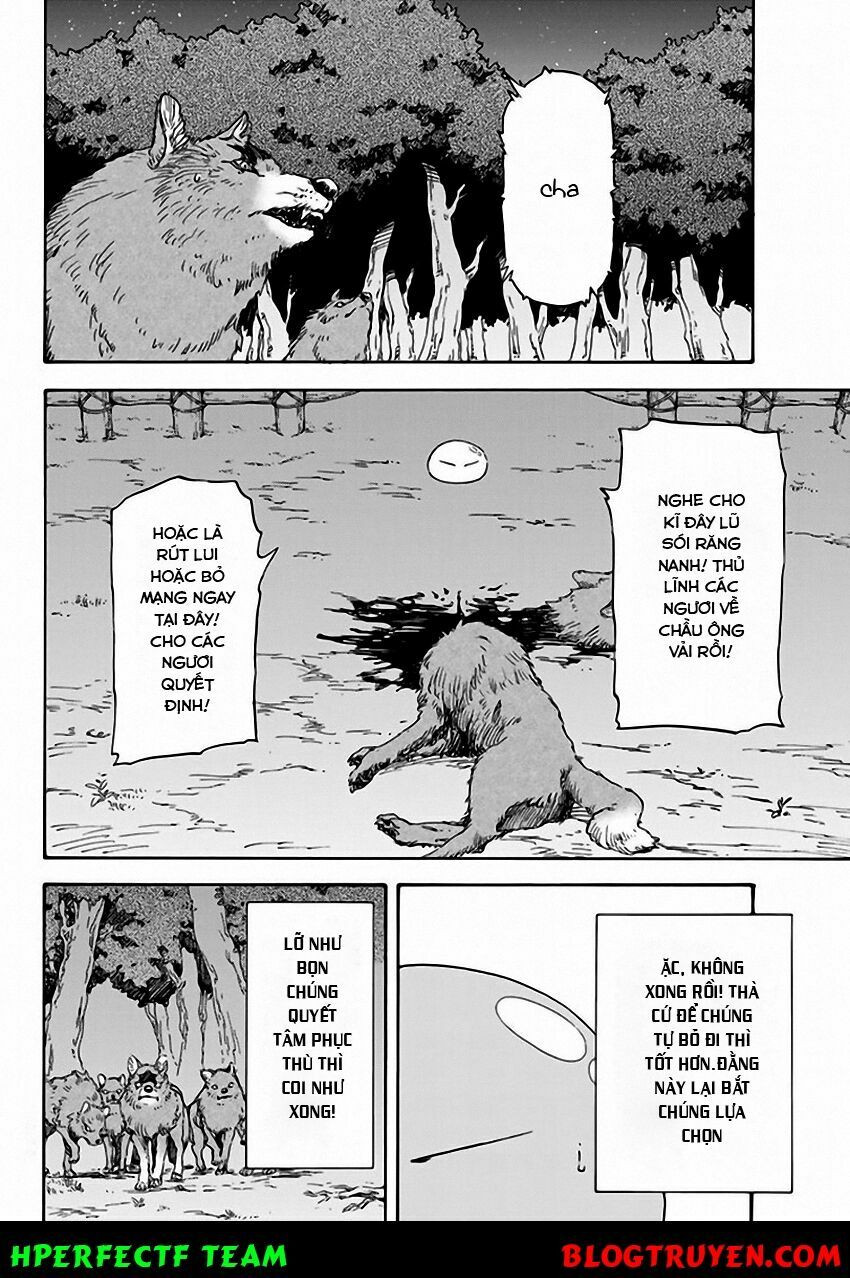 cha
NGHE CHO
KĨ ĐÂY LŨ
SÓI RĂNG
NANH! THỦ
LĨNH CÁC
NGƯƠI VỀ
CHẦU ÔNG
VẢI RỒI!
HOẶC LÀ
RÚT LUI
HOẶC BỎ
MẠNG NGAY
TẠI ĐÂY!
CHO CÁC
NGƯƠI
QUYẾT
ĐỊNH!
ẶC, KHÔNG
XONG RỒI! THÀ
CỨ ĐỂ CHÚNG
TỰ BỎ ĐI THÌ
TỐT HƠN.ĐẰNG
NÀY LẠI BẮT
CHÚNG LỰA
CHỌN
LỠ NHƯ
BỌN
CHÚNG
QUYẾT
TÂM PHỤC
THÙ THÌ
COI NHƯ
XONG!
HPERFECTF TEAM
BLOGTRUYEN.COM